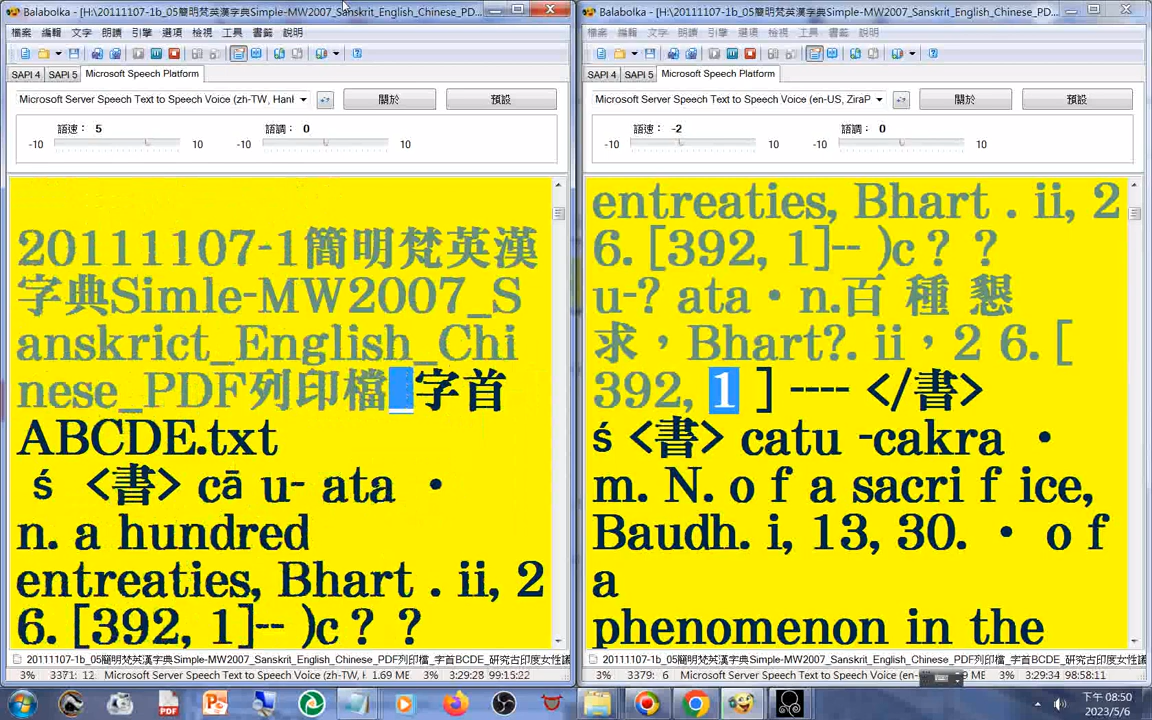 Balabolka - [H:\20111107-1b_05簡明梵英漢字典Simple-MW2007_Sanskrit_English_Chinese_PD...
檔案 編輯 文字 朗讀 引擎 選項 檢視 工具 書籤 說明
SAPI 4 SAPI 5 Microsoft Speech Platform
Microsoft Server Speech Text to Speech Voice (zh-TW, HanH
關於
預設
語速： 5
語調： 0
-10 10 -10 10
20111107-1簡明梵英漢
字典Simle-MW2007_S
anskrict_English_Chi
nese_PDF列印檔_字首
ABCDE.txt
ś <書> cā u- ata •
n. a hundred
entreaties, Bhart . ii, 2
6. [392, 1]-- )c？？
20111107-1b_05簡明梵英漢字典Simple-MW2007_Sanskrit_English_Chinese_PDF列印檔_字首BCDE_研究古印度女性議
3% 3371: 12 Microsoft Server Speech Text to Speech Voice (zh-TW, H 1.69 MB 3:29:28 99:15:22
Balabolka - [H:\20111107-1b_05簡明梵英漢字典Simple-MW2007_Sanskrit_English_Chinese_PD...
檔案 編輯 文字 朗讀 引擎 選項 檢視 工具 書籤 說明
SAPI 4 SAPI 5 Microsoft Speech Platform
Microsoft Server Speech Text to Speech Voice (en-US, ZiraP
關於
預設
語速： -2
語調： 0
-10 10 -10 10
entreaties, Bhart . ii, 2
6. [392, 1]-- )c？？
u-? ata • n.百 種 懇
求，Bhart?. ii，2 6. [
392, 1 ] ---- </書>
ś <書> catu -cakra •
m. N. o f a sacri f ice,
Baudh. i, 13, 30. • o f
a
phenomenon in the
20111107-1b_05簡明梵英漢字典Simple-MW2007_Sanskrit_English_Chinese_PDF列印檔_字首BCDE_研究古印度女性議
3% 3379: 6 Microsoft Server Speech Text to Speech Voice (en-US, 9 MB 3:29:34 98:58:11
下午 08:50
2023/5/6